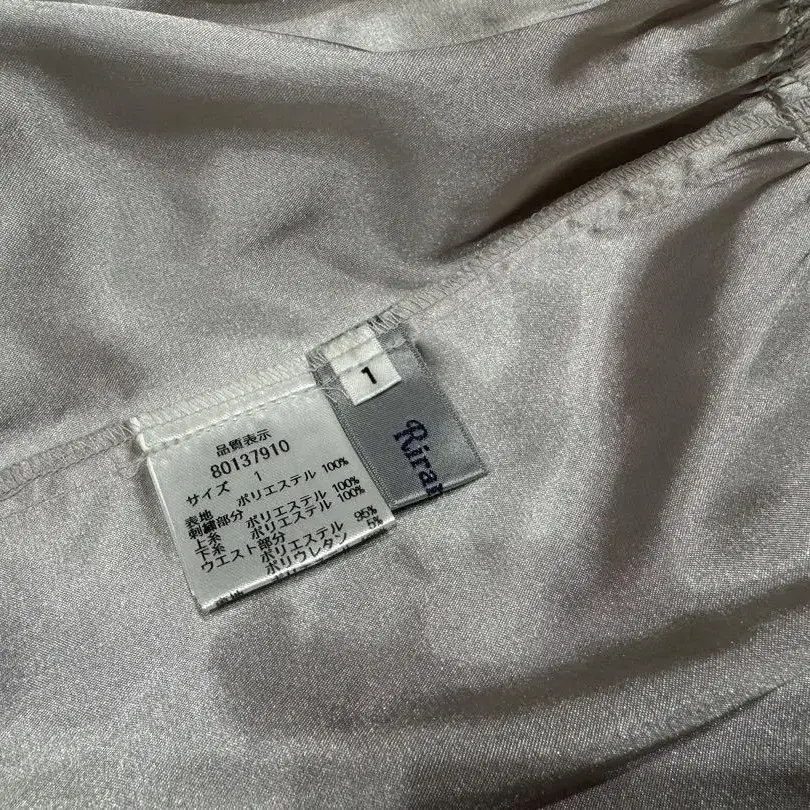 品質表示
80137910
サイズ 1
表地 ポリエステル 100%
刺繍部分
上糸 ポリエステル 100%
下糸 ポリエステル 100%
ウエスト部分
ポリエステル 95%
ポリウレタン 5%
1
Riran